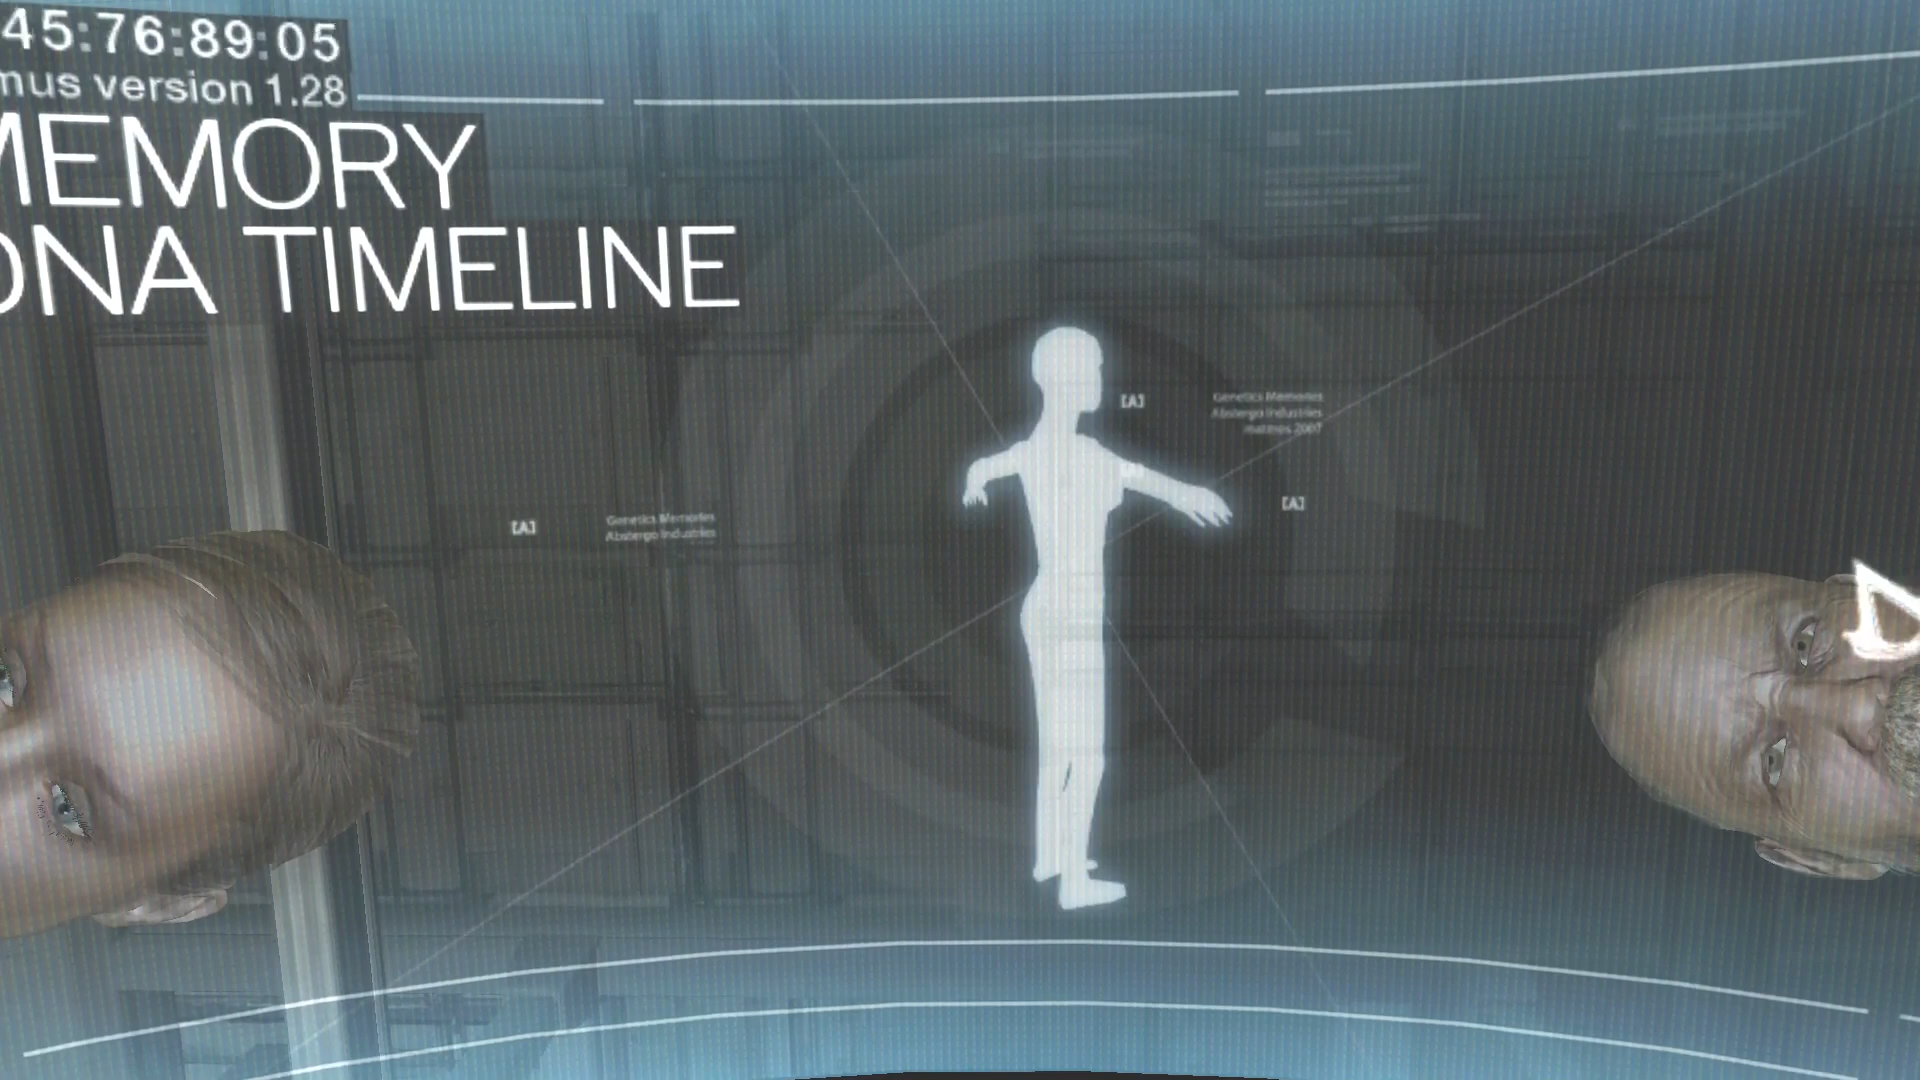 45:76:89:05
mus version 1.28
MEMORY
DNA TIMELINE
[A]
Genetics Memories
Abstergo Industries
2007
[A]
[A]
Genetics Memories
Abstergo Industries